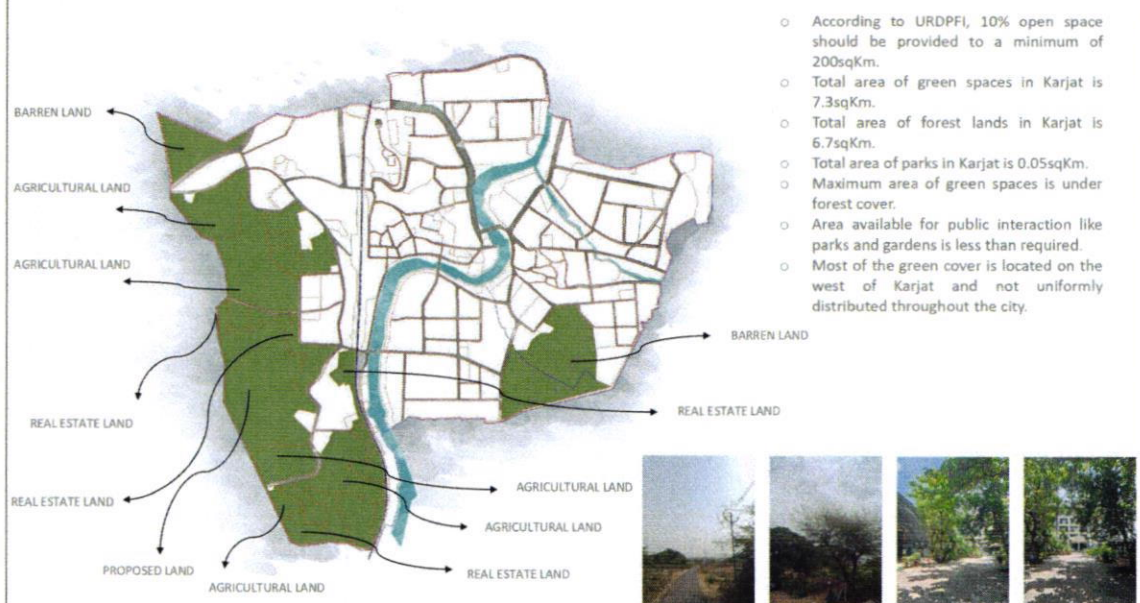 ○ According to URDPFI, 10% open space
should be provided to a minimum of
200sqKm.
○ Total area of green spaces in Karjat is
7.3sqKm.
○ Total area of forest lands in Karjat is
6.7sqKm.
○ Total area of parks in Karjat is 0.05sqKm.
○ Maximum area of green spaces is under
forest cover.
○ Area available for public interaction like
parks and gardens is less than required.
○ Most of the green cover is located on the
west of Karjat and not uniformly
distributed throughout the city.
BARREN LAND
AGRICULTURAL LAND
AGRICULTURAL LAND
BARREN LAND
REAL ESTATE LAND
REAL ESTATE LAND
AGRICULTURAL LAND
REAL ESTATE LAND
AGRICULTURAL LAND
PROPOSED LAND
REAL ESTATE LAND
AGRICULTURAL LAND